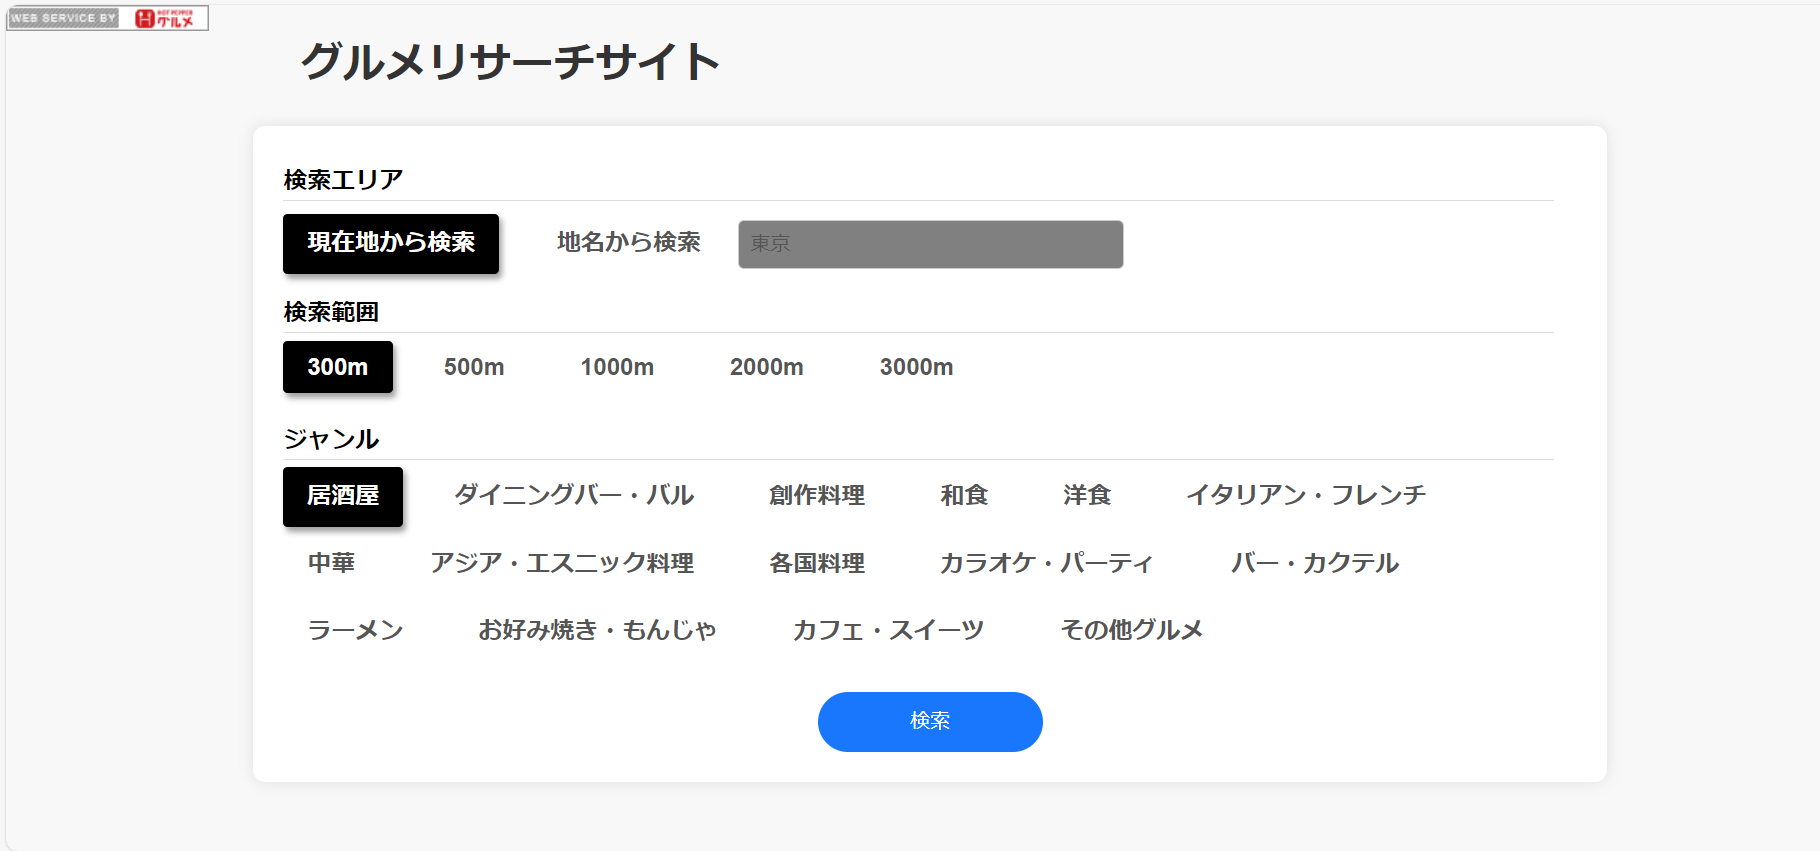 WEB SERVICE BY HOT PEPPER グルメ
グルメリサーチサイト
検索エリア
現在地から検索 地名から検索 東京
検索範囲
300m 500m 1000m 2000m 3000m
ジャンル
居酒屋 ダイニングバー・バル 創作料理 和食 洋食 イタリアン・フレンチ
中華 アジア・エスニック料理 各国料理 カラオケ・パーティ バー・カクテル
ラーメン お好み焼き・もんじゃ カフェ・スイーツ その他グルメ
検索